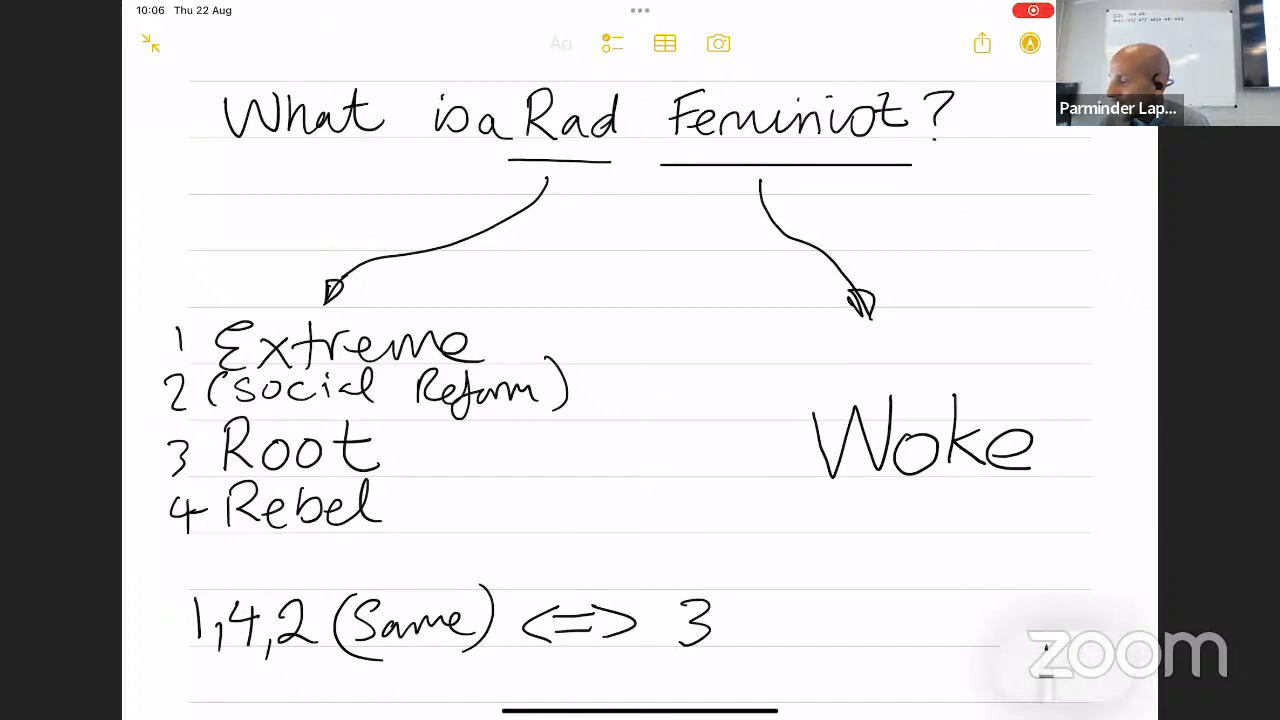 10:06 Thu 22 Aug
Aa
What is a Rad Feminist?
1 Extreme
2 (Social Reform)
3 Root
4 Rebel
Woke
1,4,2 (Same) <=> 3
Parminder Lap...
zoom